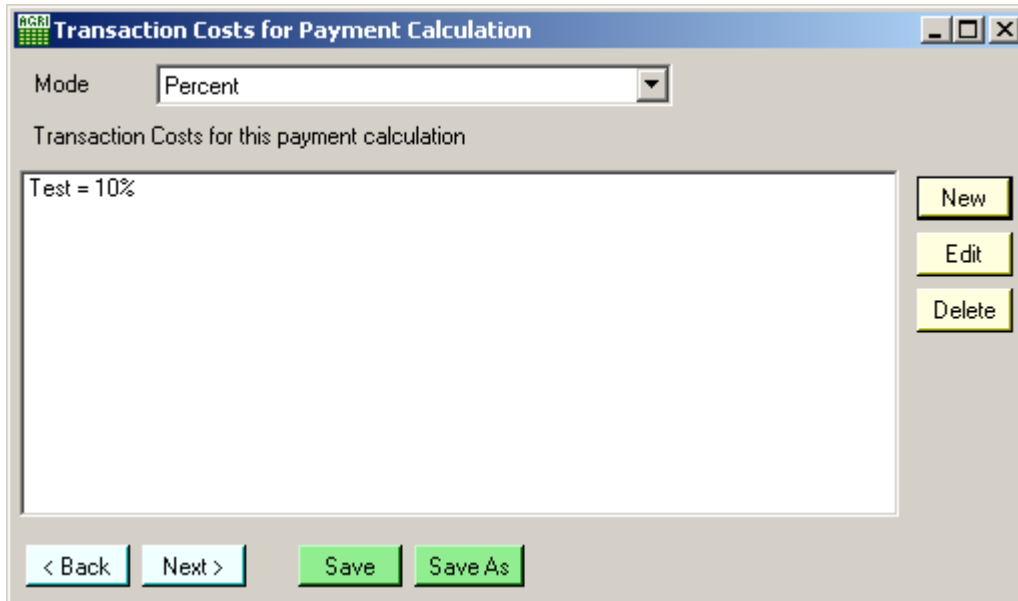 AGRI Transaction Costs for Payment Calculation
Mode Percent
Transaction Costs for this payment calculation
Test = 10%
New
Edit
Delete
< Back Next > Save Save As